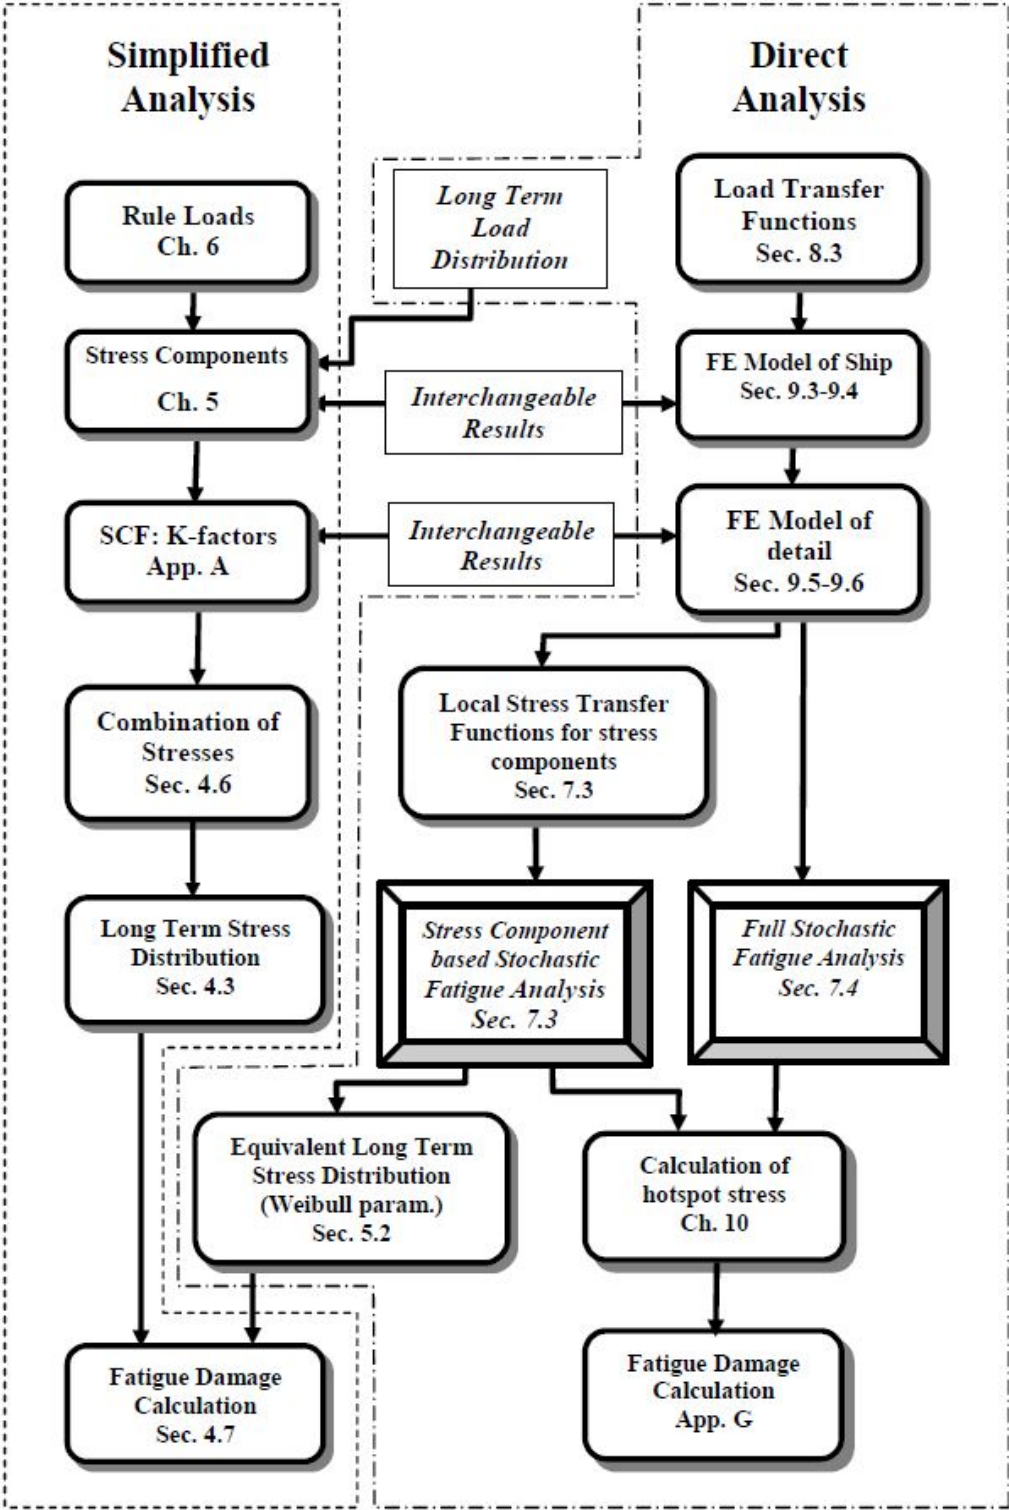 Simplified
Analysis
Direct
Analysis
Rule Loads
Ch. 6
Long Term
Load
Distribution
Load Transfer
Functions
Sec. 8.3
Stress Components
Ch. 5
Interchangeable
Results
FE Model of Ship
Sec. 9.3-9.4
SCF: K-factors
App. A
Interchangeable
Results
FE Model of
detail
Sec. 9.5-9.6
Combination of
Stresses
Sec. 4.6
Local Stress Transfer
Functions for stress
components
Sec. 7.3
Long Term Stress
Distribution
Sec. 4.3
Stress Component
based Stochastic
Fatigue Analysis
Sec. 7.3
Full Stochastic
Fatigue Analysis
Sec. 7.4
Equivalent Long Term
Stress Distribution
(Weibull param.)
Sec. 5.2
Calculation of
hotspot stress
Ch. 10
Fatigue Damage
Calculation
Sec. 4.7
Fatigue Damage
Calculation
App. G